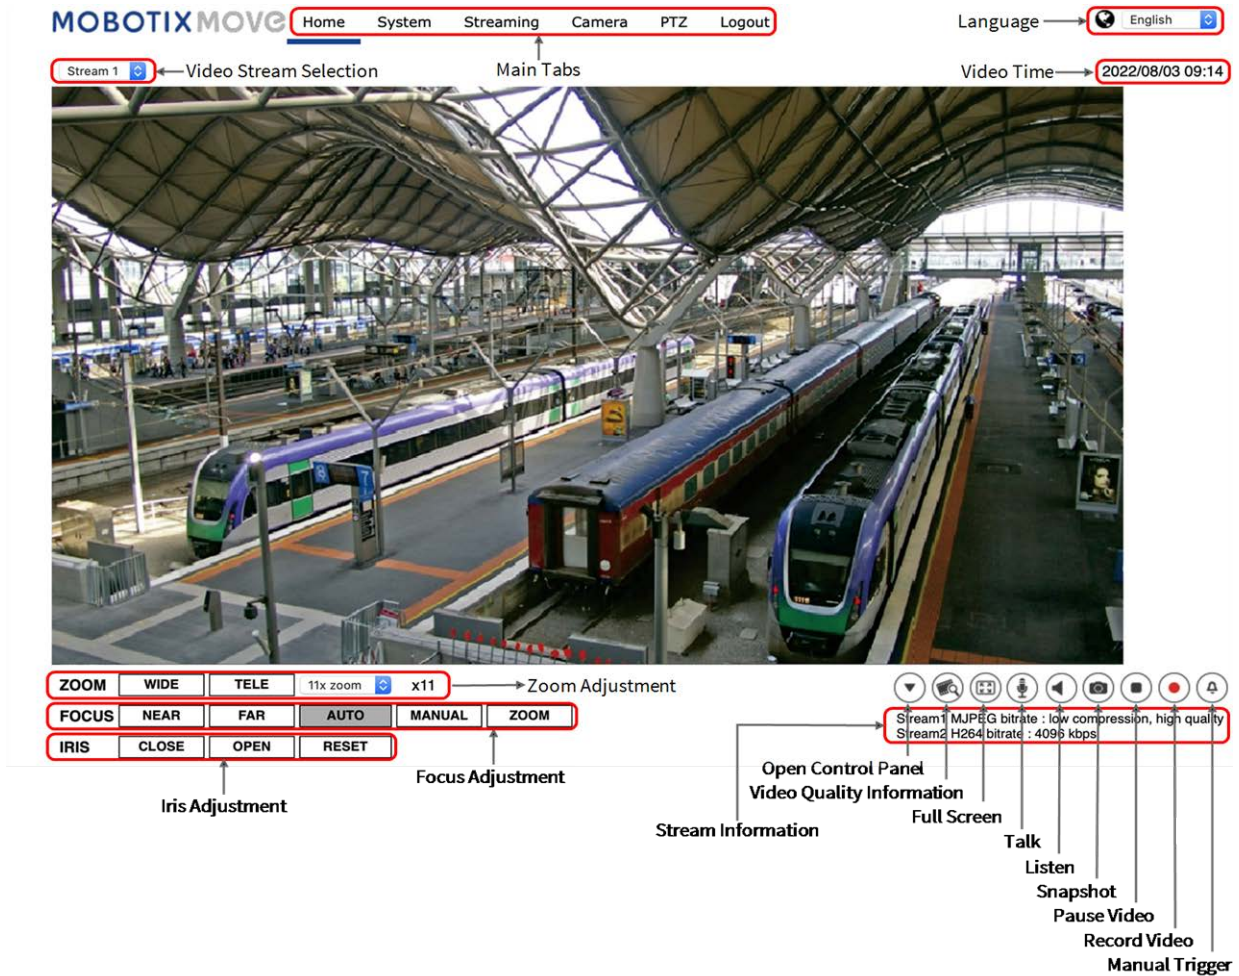 MOBOTIX MOVE Home System Streaming Camera PTZ Logout Language English
Stream 1 Video Stream Selection Main Tabs Video Time 2022/08/03 09:14
8 7
ZOOM WIDE TELE 11x zoom x11 Zoom Adjustment
FOCUS NEAR FAR AUTO MANUAL ZOOM
IRIS CLOSE OPEN RESET
Stream1 MJPEG bitrate : low compression, high quality
Stream2 H264 bitrate : 4096 kbps
Focus Adjustment
Iris Adjustment
Open Control Panel
Video Quality Information
Full Screen
Stream Information
Talk
Listen
Snapshot
Pause Video
Record Video
Manual Trigger